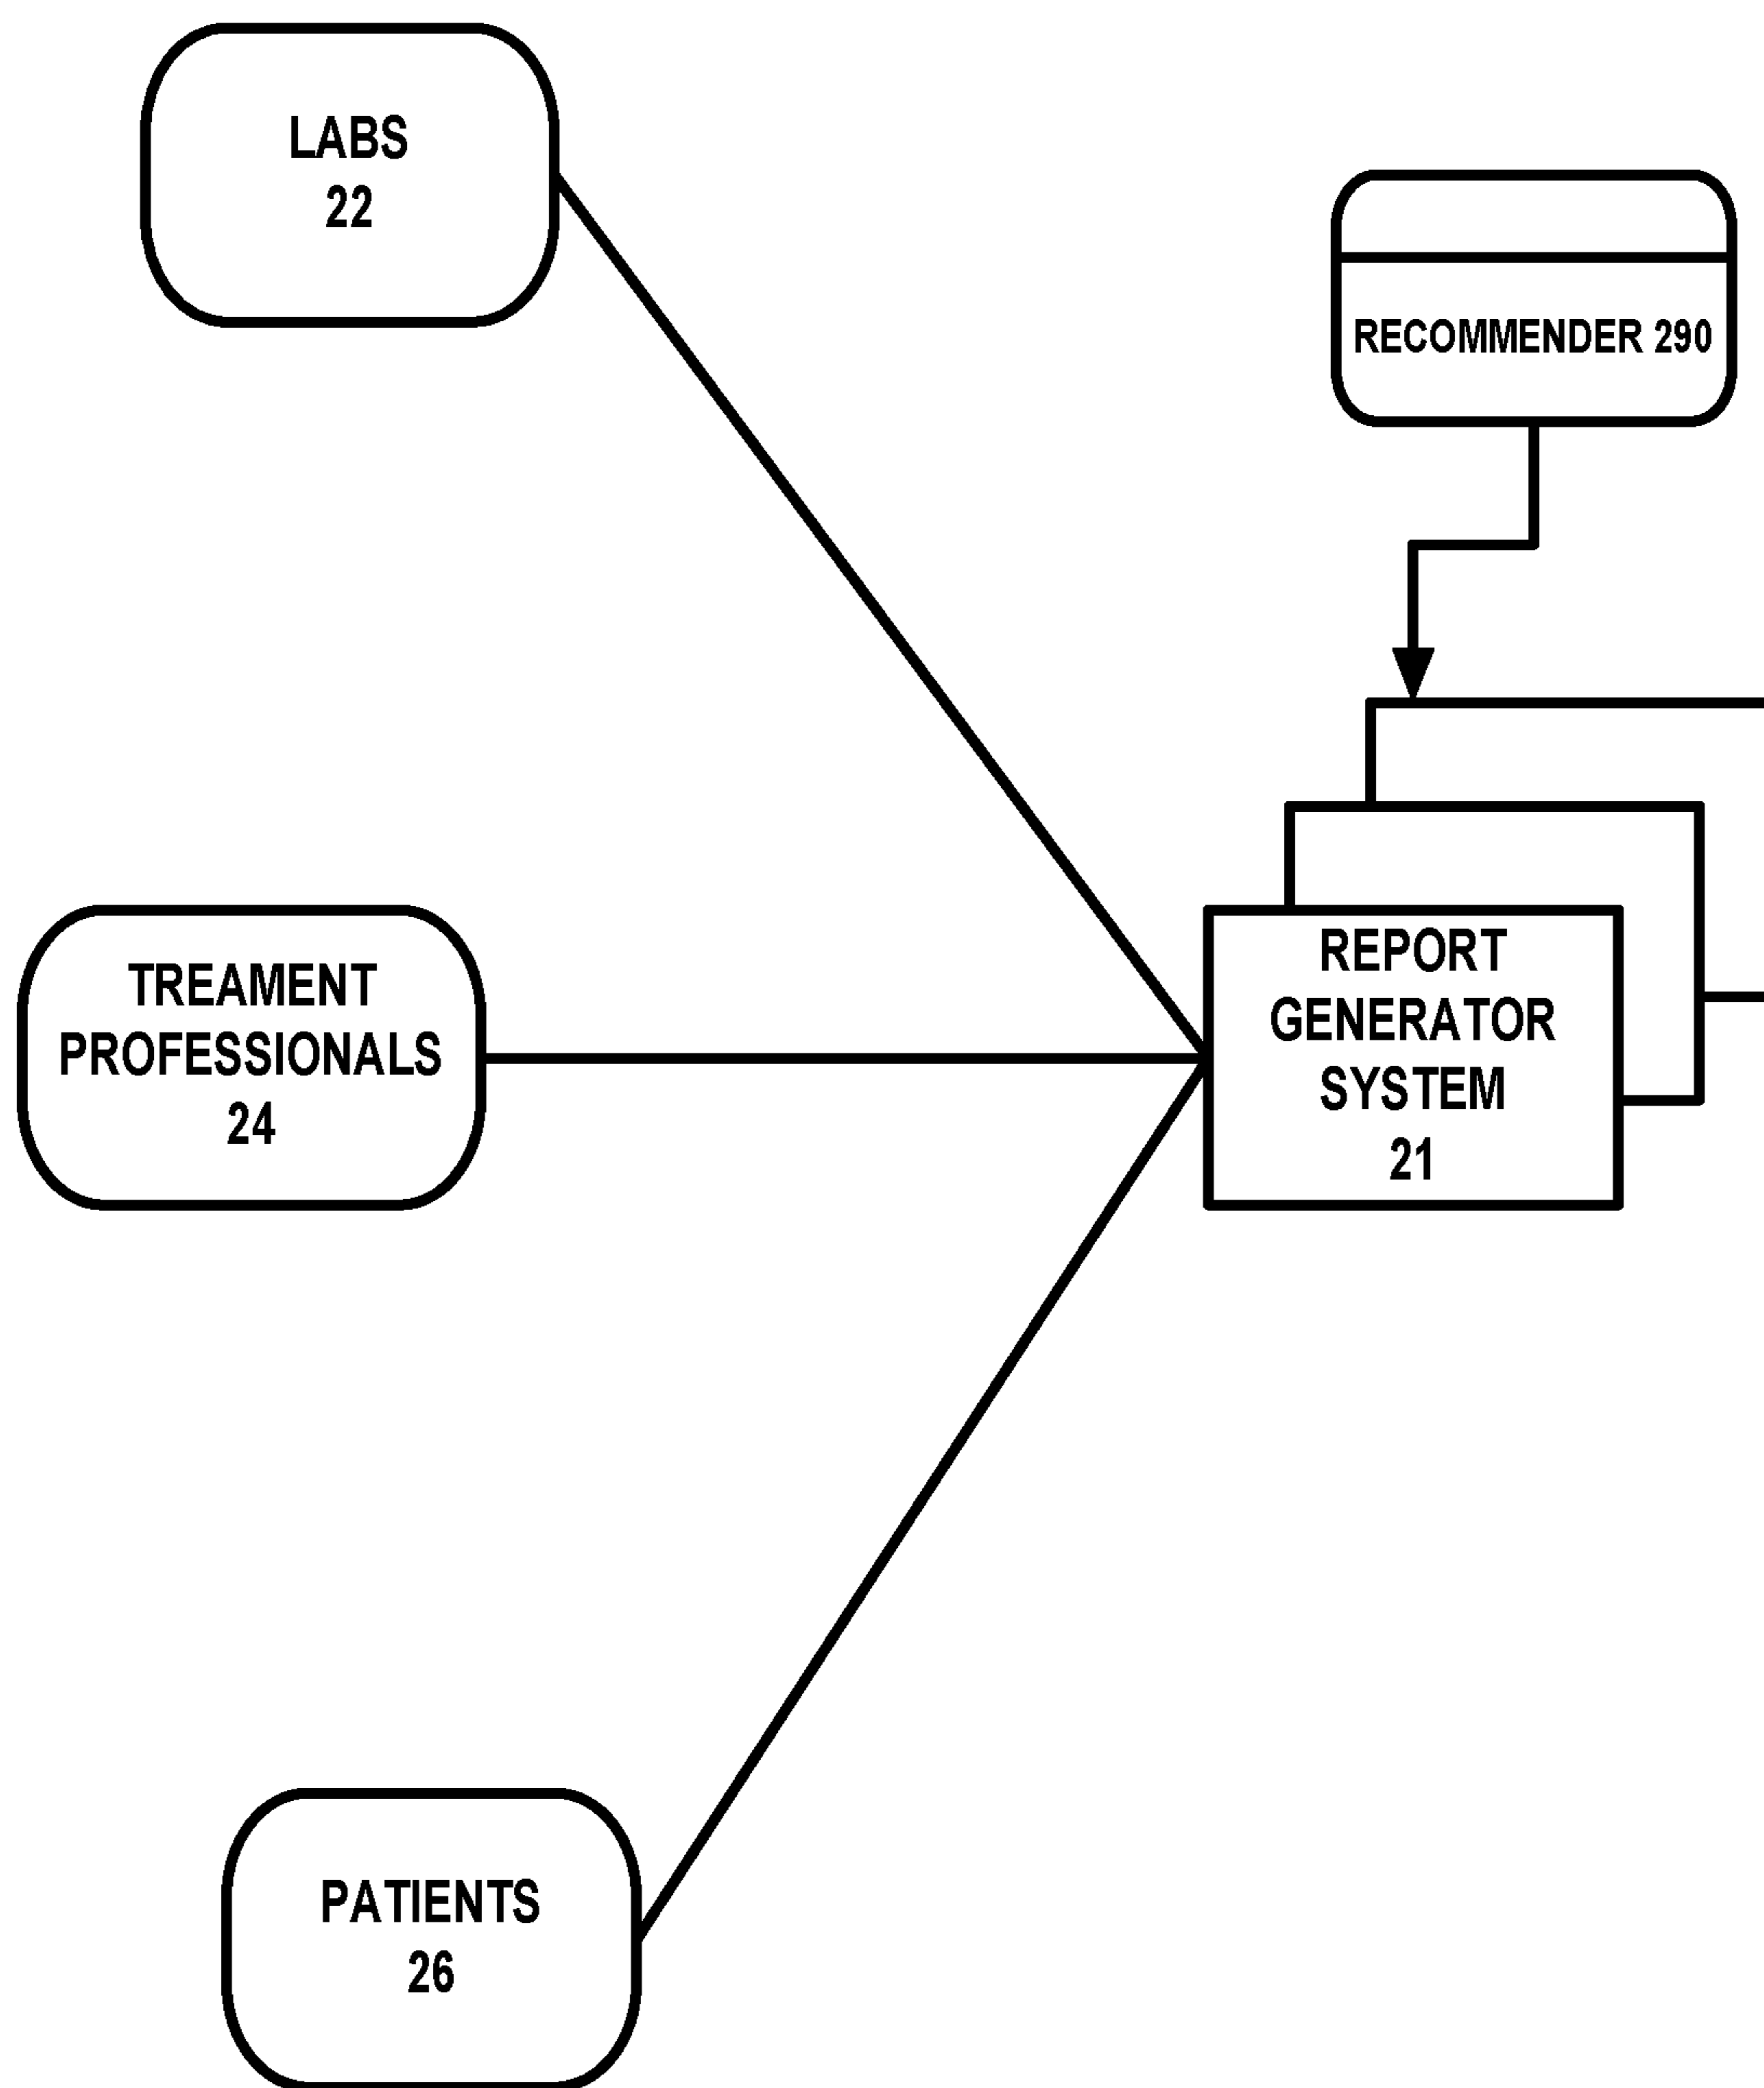 LABS
22
RECOMMENDER 290
TREAMENT
PROFESSIONALS
24
REPORT
GENERATOR
SYSTEM
21
PATIENTS
26